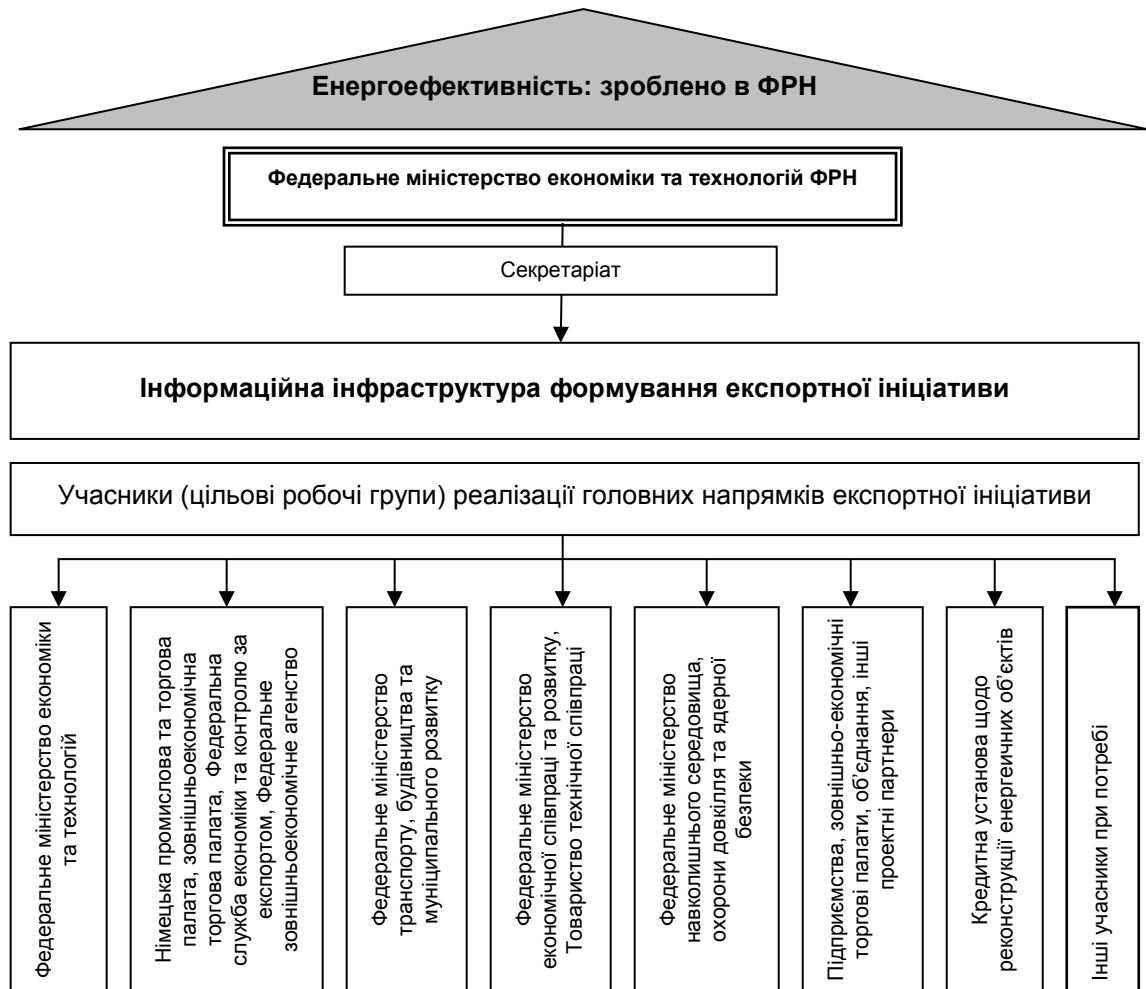 Енергоефективність: зроблено в ФРН
Федеральне міністерство економіки та технологій ФРН
Секретаріат
Інформаційна інфраструктура формування експортної ініціативи
Учасники (цільові робочі групи) реалізації головних напрямків експортної ініціативи
Федеральне міністерство економіки
та технологій
Німецька промислова та торгова
палата, зовнішньоекономічна
торгова палата, Федеральна
служба економіки та контролю за
експортом, Федеральне
зовнішньоекономічне агенство
Федеральне міністерство
транспорту, будівництва та
муніципального розвитку
Федеральне міністерство
економічної співпраці та розвитку,
Товариство технічної співпраці
Федеральне міністерство
навколишнього середовища,
охорони довкілля та ядерної
безпеки
Підприємства, зовнішньо-економічні
торгові палати, об’єднання, інші
проектні партнери
Кредитна установа щодо
реконструкції енергеичних об’єктів
Інші учасники при потребі